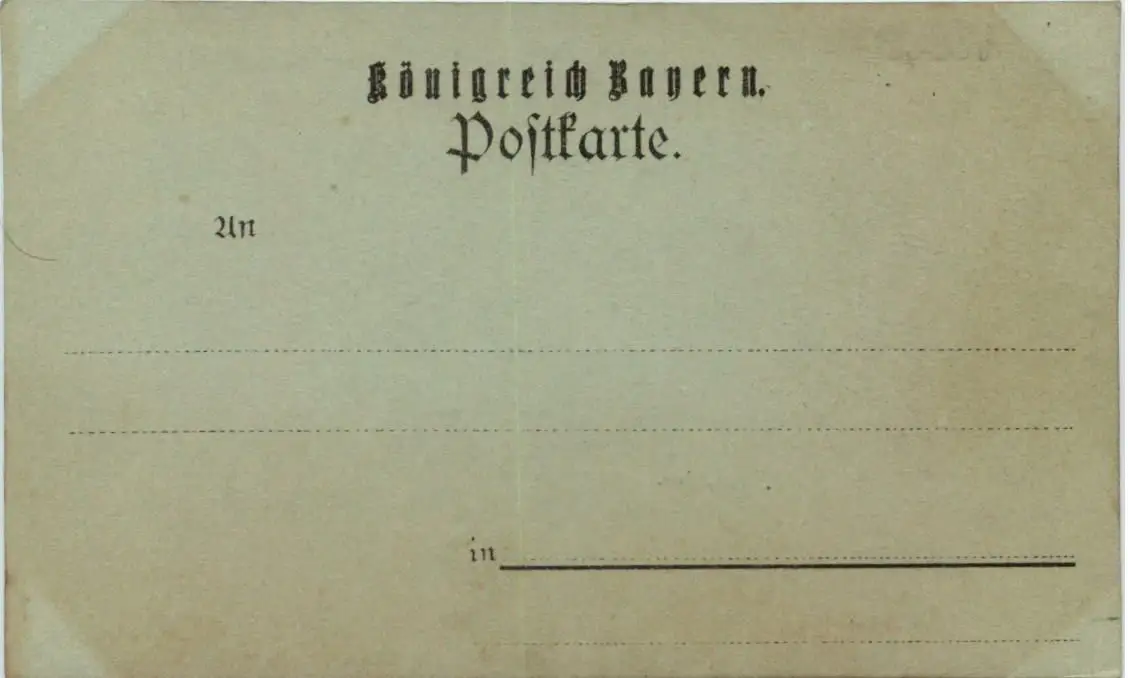 Königreich Bayern.
Postkarte.
An
in